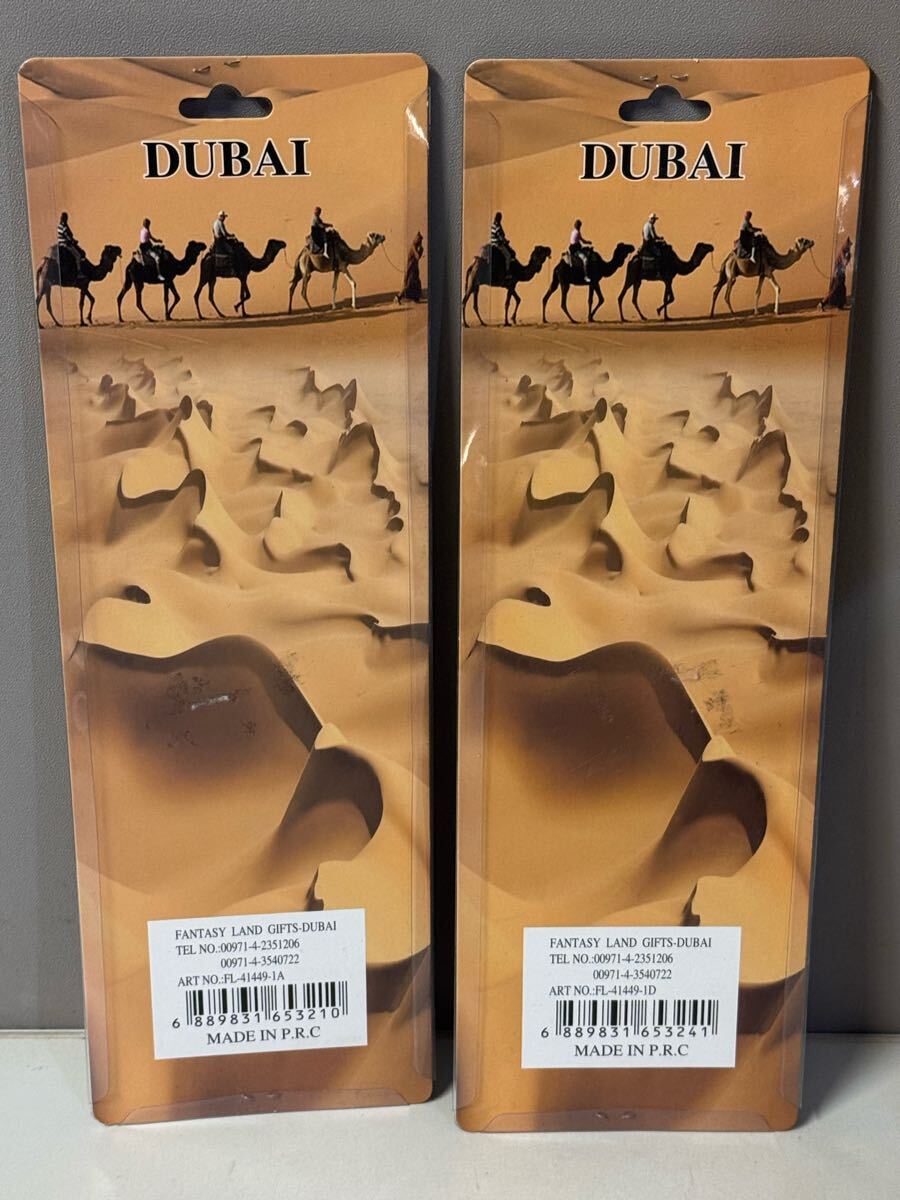 DUBAI
FANTASY LAND GIFTS-DUBAI
TEL NO.:00971-4-2351206
00971-4-3540722
ART NO.:FL-41449-1A
6 889831 653210
MADE IN P.R.C
DUBAI
FANTASY LAND GIFTS-DUBAI
TEL NO.:00971-4-2351206
00971-4-3540722
ART NO.:FL-41449-1D
6 889831 653241
MADE IN P.R.C